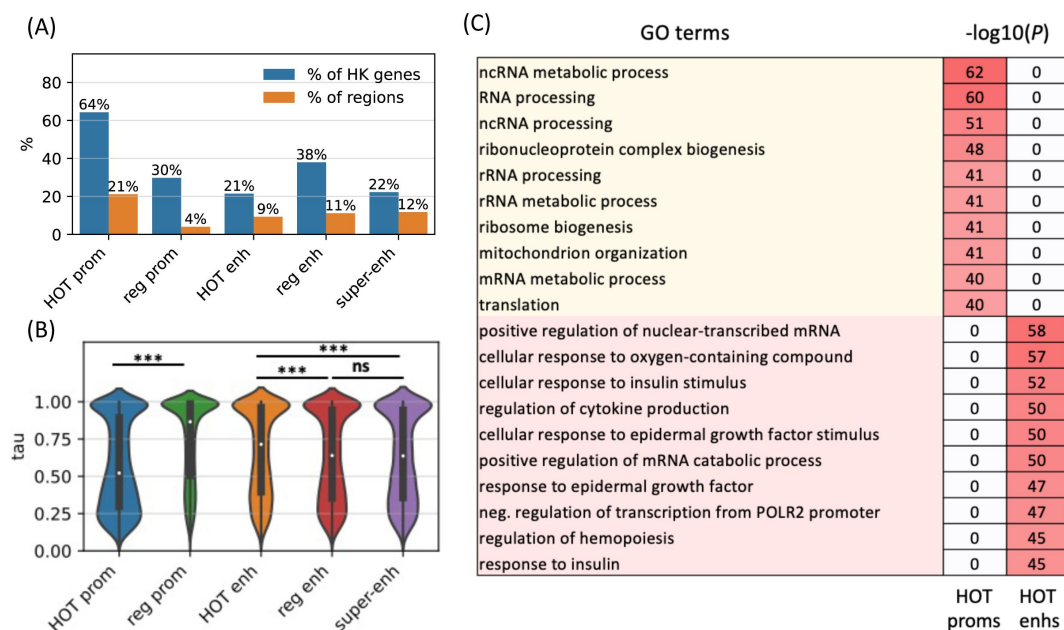 (A)
% of HK genes
% of regions
%
80
60
40
20
0
64%
21%
30%
4%
21%
9%
38%
11%
22%
12%
HOT prom
reg prom
HOT enh
reg enh
super-enh
(B)
***
***
***
ns
tau
1.00
0.75
0.50
0.25
0.00
HOT prom
reg prom
HOT enh
reg enh
super-enh
(C)
GO terms -log10(P)
ncRNA metabolic process 62 0
RNA processing 60 0
ncRNA processing 51 0
ribonucleoprotein complex biogenesis 48 0
rRNA processing 41 0
rRNA metabolic process 41 0
ribosome biogenesis 41 0
mitochondrion organization 41 0
mRNA metabolic process 40 0
translation 40 0
positive regulation of nuclear-transcribed mRNA 0 58
cellular response to oxygen-containing compound 0 57
cellular response to insulin stimulus 0 52
regulation of cytokine production 0 50
cellular response to epidermal growth factor stimulus 0 50
positive regulation of mRNA catabolic process 0 50
response to epidermal growth factor 0 47
neg. regulation of transcription from POLR2 promoter 0 47
regulation of hemopoiesis 0 45
response to insulin 0 45
HOT HOT
proms enhs